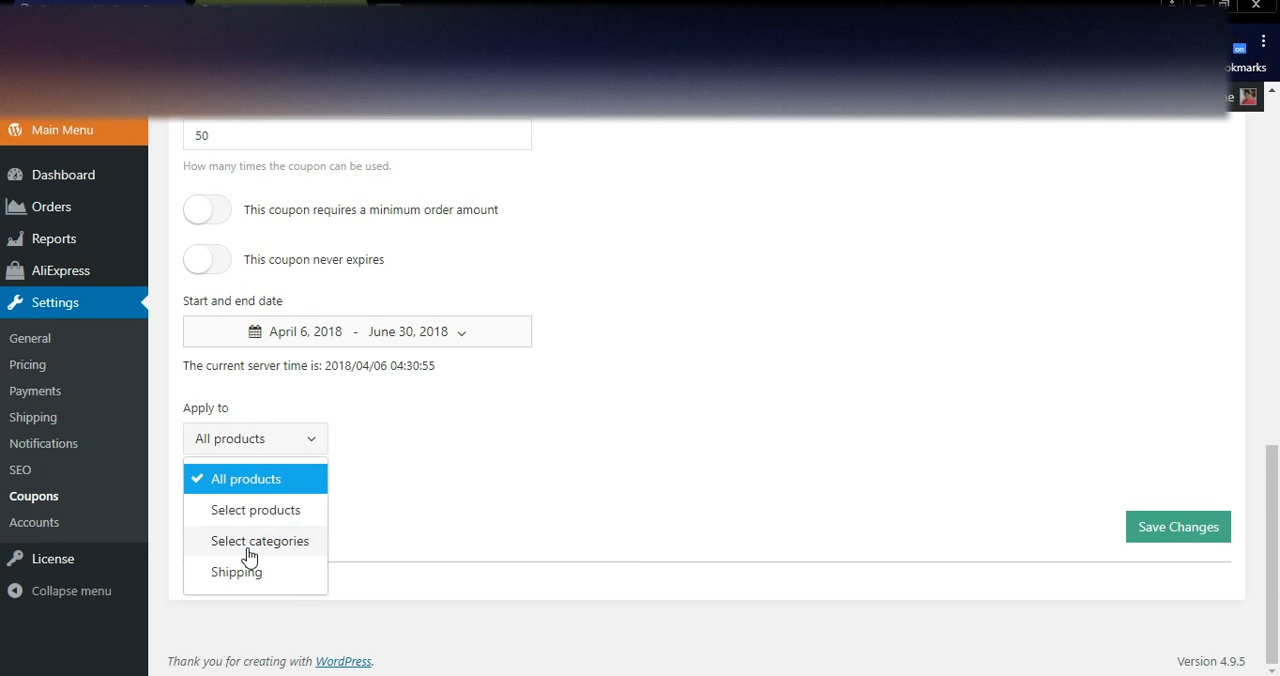 on
okmarks
e
Main Menu
50
How many times the coupon can be used.
Dashboard
Orders
This coupon requires a minimum order amount
Reports
This coupon never expires
AliExpress
Settings
Start and end date
April 6, 2018 - June 30, 2018
General
Pricing
The current server time is: 2018/04/06 04:30:55
Payments
Shipping
Apply to
Notifications
All products
SEO
All products
Coupons
Select products
Accounts
Save Changes
Select categories
License
Shipping
Collapse menu
Thank you for creating with WordPress.
Version 4.9.5